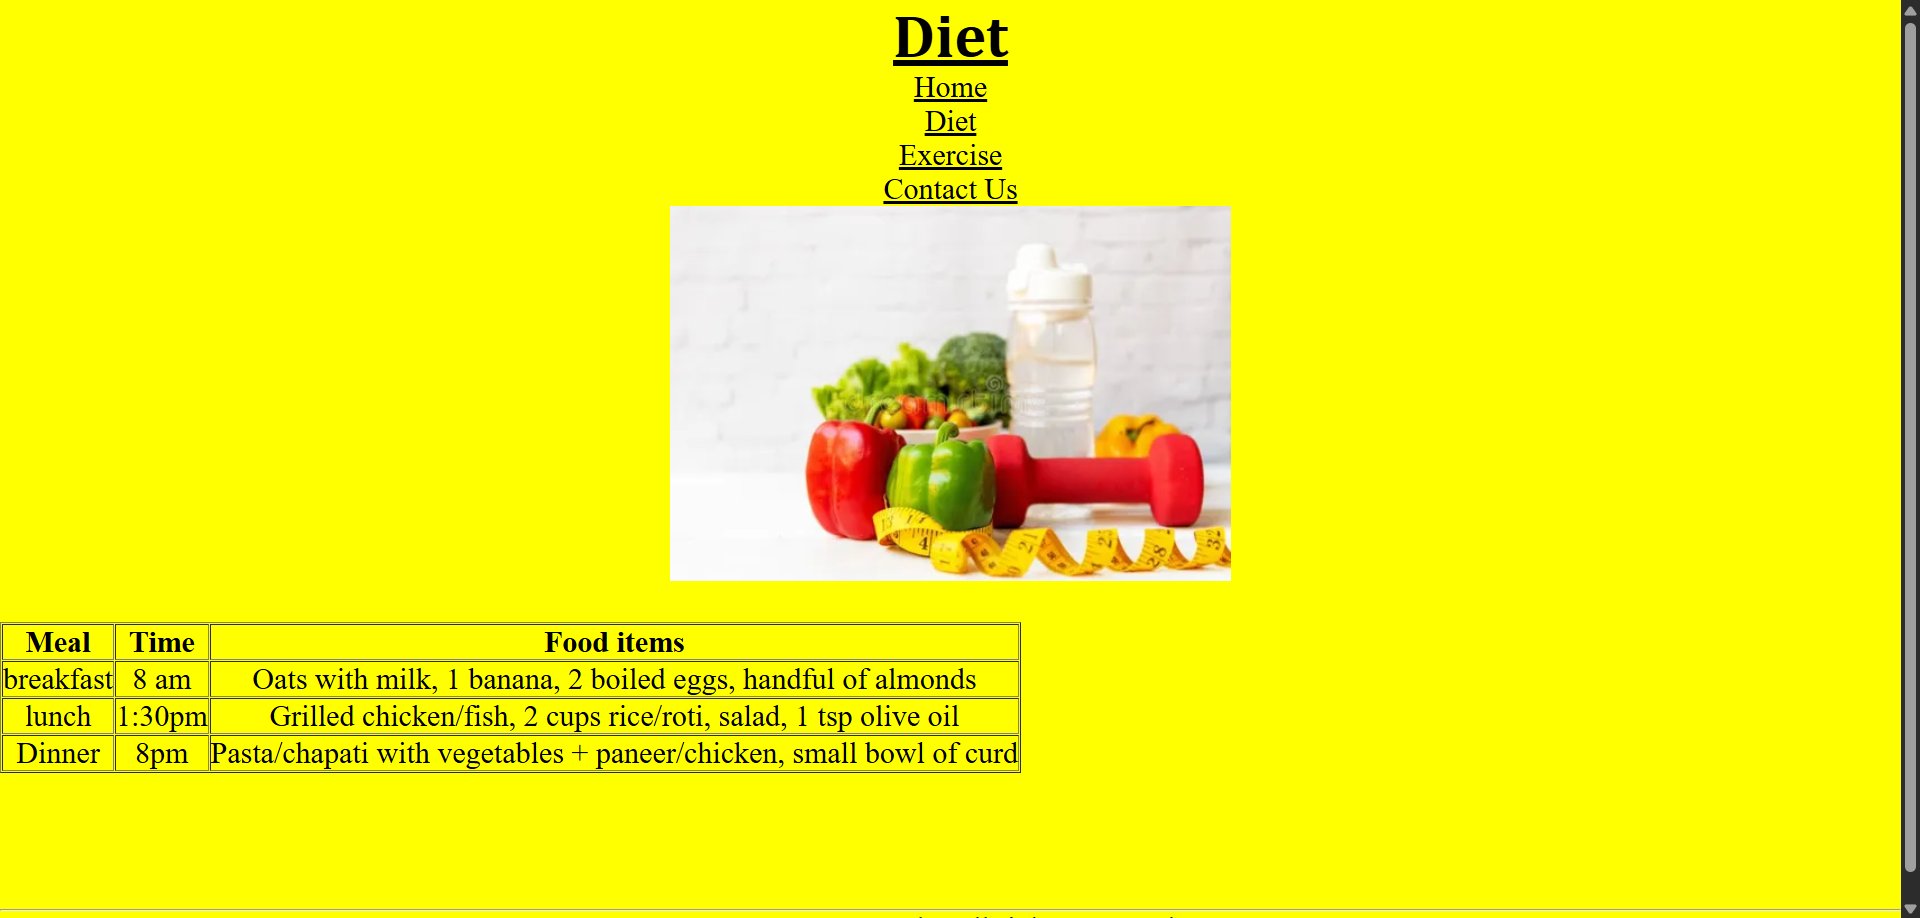 Diet
Home
Diet
Exercise
Contact Us
Meal Time Food items
breakfast 8 am Oats with milk, 1 banana, 2 boiled eggs, handful of almonds
lunch 1:30pm Grilled chicken/fish, 2 cups rice/roti, salad, 1 tsp olive oil
Dinner 8pm Pasta/chapati with vegetables + paneer/chicken, small bowl of curd